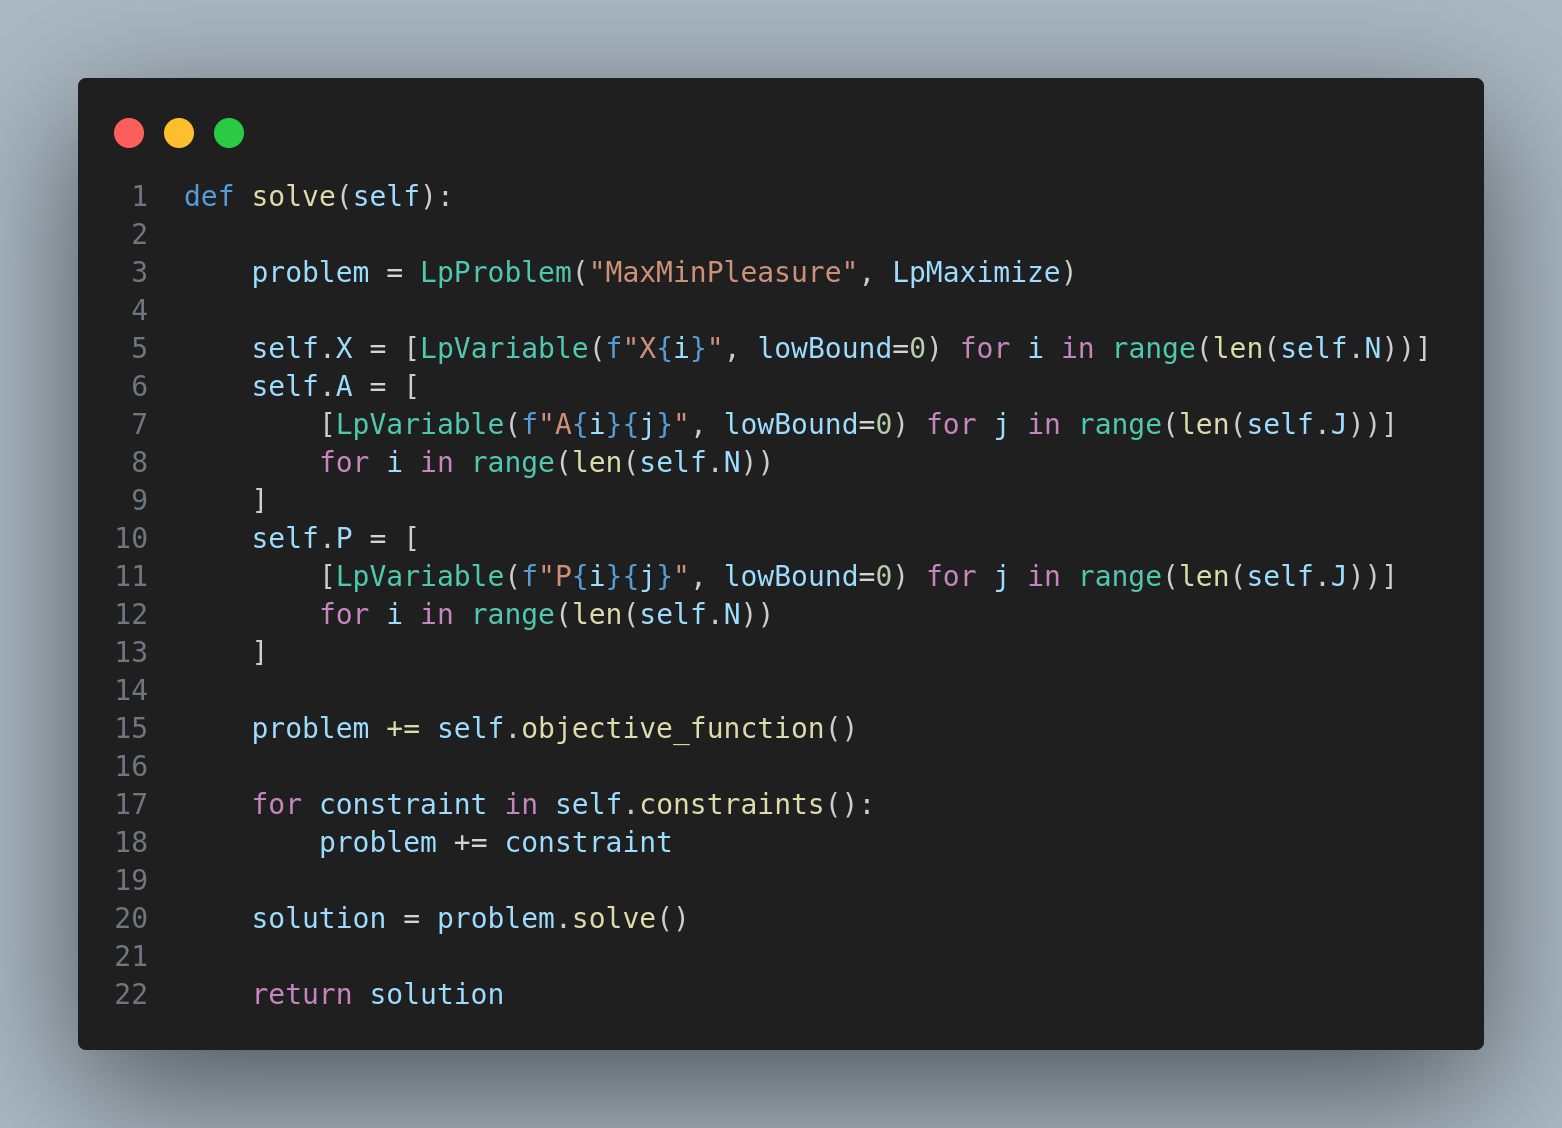 1 def solve(self):
2
3     problem = LpProblem("MaxMinPleasure", LpMaximize)
4
5     self.X = [LpVariable(f"X{i}", lowBound=0) for i in range(len(self.N))]
6     self.A = [
7         [LpVariable(f"A{i}{j}", lowBound=0) for j in range(len(self.J))]
8         for i in range(len(self.N))
9     ]
10     self.P = [
11         [LpVariable(f"P{i}{j}", lowBound=0) for j in range(len(self.J))]
12         for i in range(len(self.N))
13     ]
14
15     problem += self.objective_function()
16
17     for constraint in self.constraints():
18         problem += constraint
19
20     solution = problem.solve()
21
22     return solution